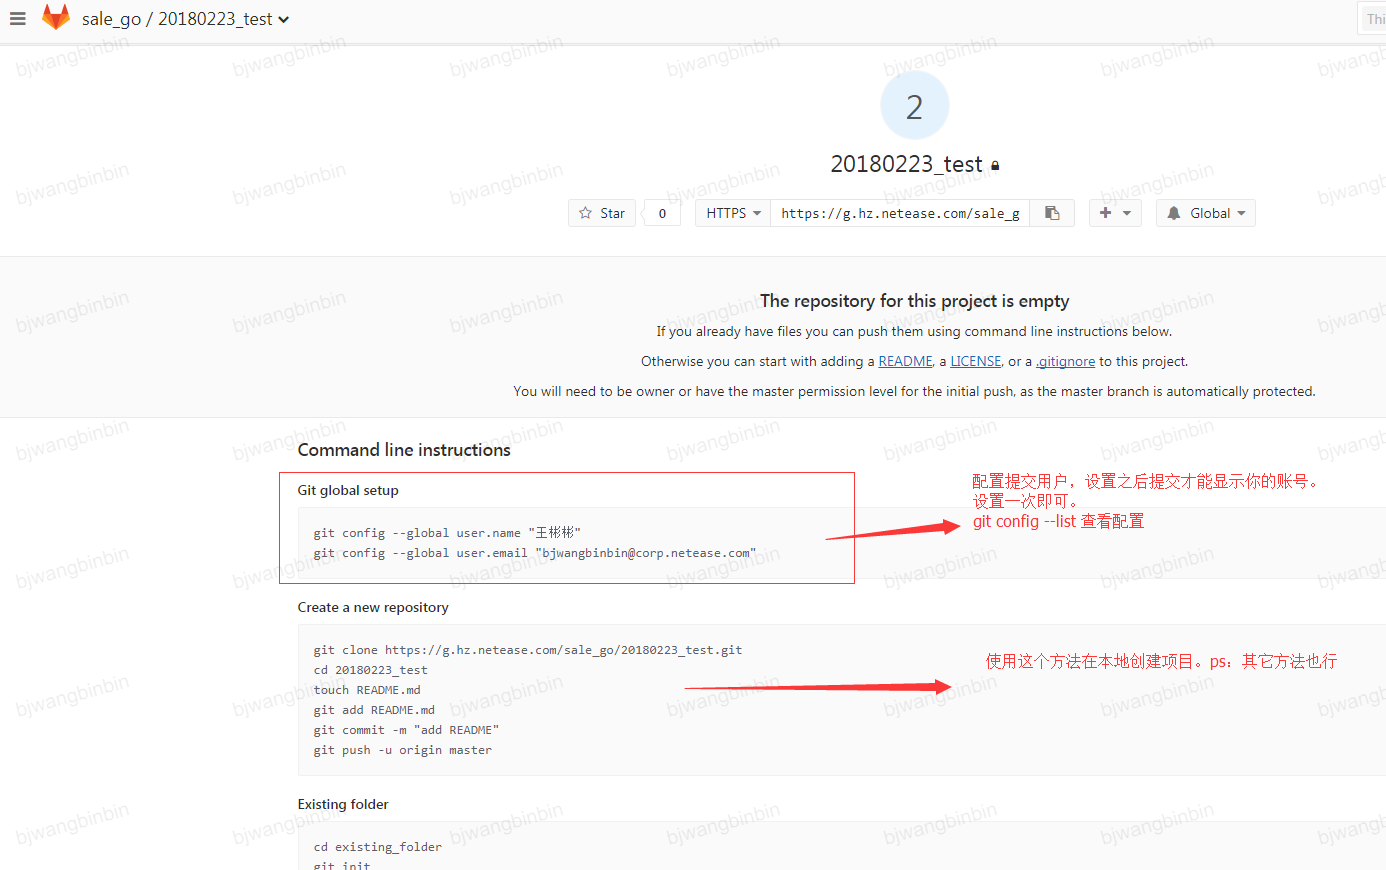 sale_go / 20180223_test
Thi
2
20180223_test
Star
0
HTTPS
https://g.hz.netease.com/sale_g
Global
The repository for this project is empty
If you already have files you can push them using command line instructions below.
Otherwise you can start with adding a README, a LICENSE, or a .gitignore to this project.
You will need to be owner or have the master permission level for the initial push, as the master branch is automatically protected.
Command line instructions
Git global setup
git config --global user.name "王彬彬"
git config --global user.email "bjwangbinbin@corp.netease.com"
配置提交用户，设置之后提交才能显示你的账号。
设置一次即可。
git config --list 查看配置
Create a new repository
git clone https://g.hz.netease.com/sale_go/20180223_test.git
cd 20180223_test
touch README.md
git add README.md
git commit -m "add README"
git push -u origin master
使用这个方法在本地创建项目。ps：其它方法也行
Existing folder
cd existing_folder
git init
bjwangbinbin